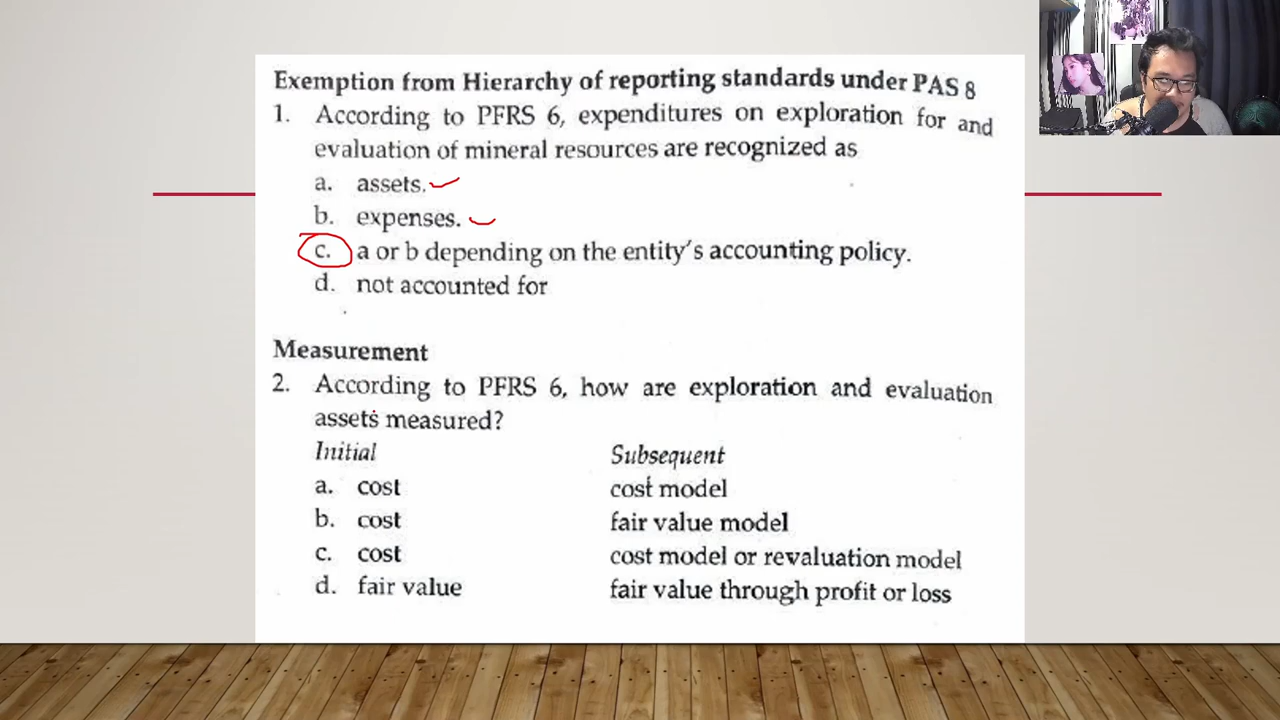 Exemption from Hierarchy of reporting standards under PAS 8
1. According to PFRS 6, expenditures on exploration for and
evaluation of mineral resources are recognized as
a. assets.
b. expenses.
c. a or b depending on the entity's accounting policy.
d. not accounted for
Measurement
2. According to PFRS 6, how are exploration and evaluation
assets measured?
Initial Subsequent
a. cost cost model
b. cost fair value model
c. cost cost model or revaluation model
d. fair value fair value through profit or loss